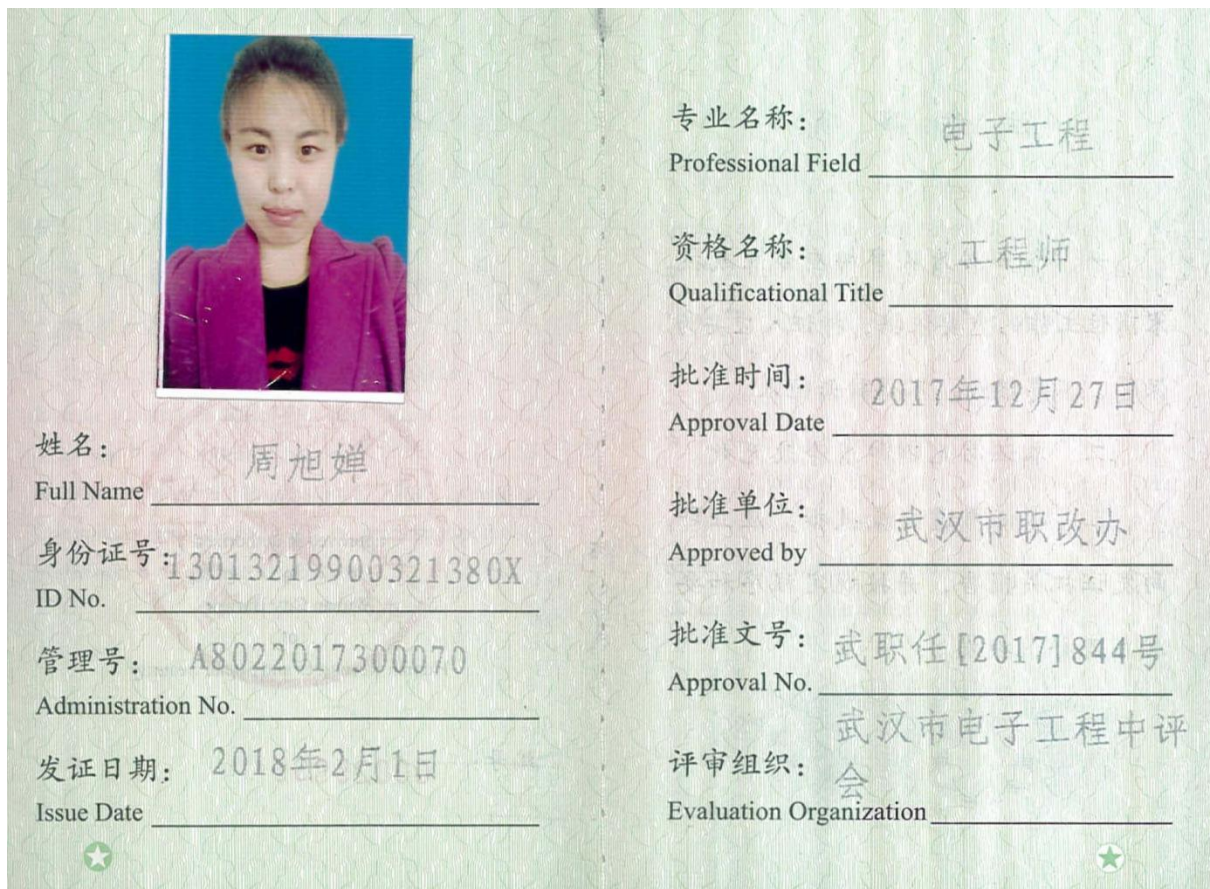 姓名：
周旭婵
Full Name
身份证号：
13013219900321380X
ID No.
管理号：
A8022017300070
Administration No.
发证日期：
2018年2月1日
Issue Date
专业名称：
电子工程
Professional Field
资格名称：
工程师
Qualificational Title
批准时间：
2017年12月27日
Approval Date
批准单位：
武汉市职改办
Approved by
批准文号：
武职任[2017]844号
Approval No.
武汉市电子工程中评
评审组织：
会
Evaluation Organization